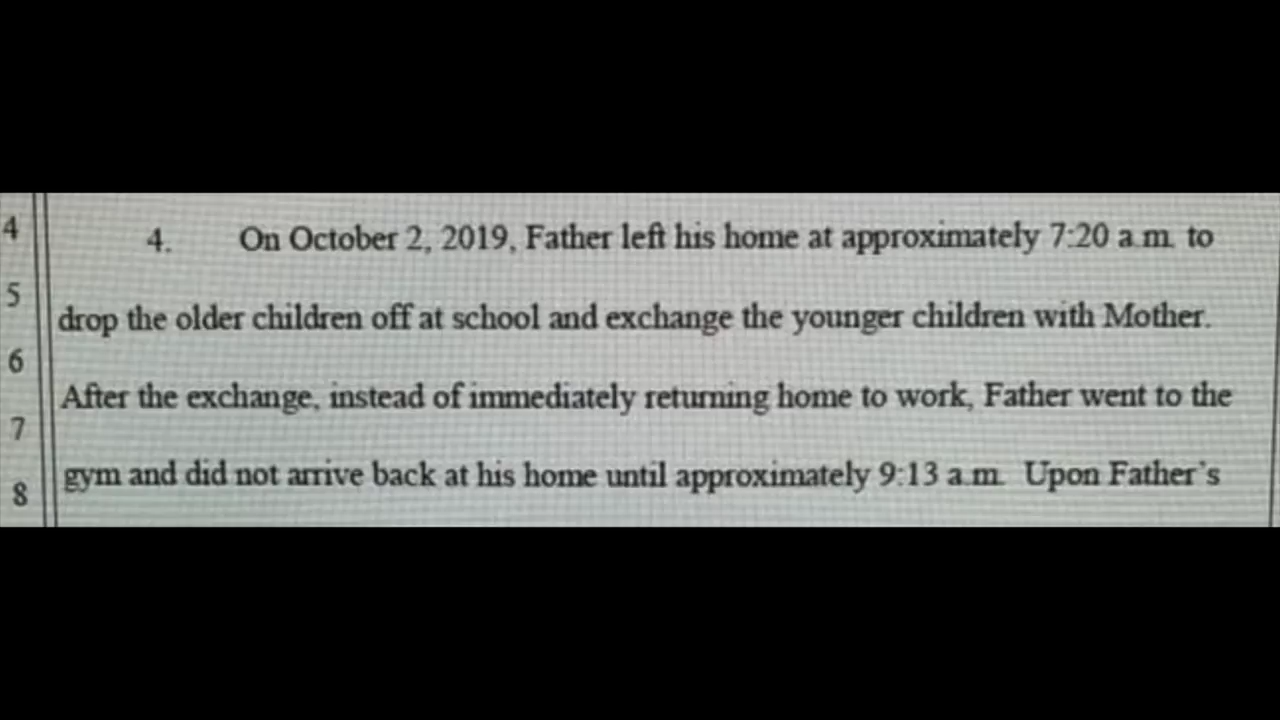 4 4. On October 2, 2019, Father left his home at approximately 7:20 a.m. to
5 drop the older children off at school and exchange the younger children with Mother.
6 After the exchange, instead of immediately returning home to work, Father went to the
7 gym and did not arrive back at his home until approximately 9:13 a.m. Upon Father's
8